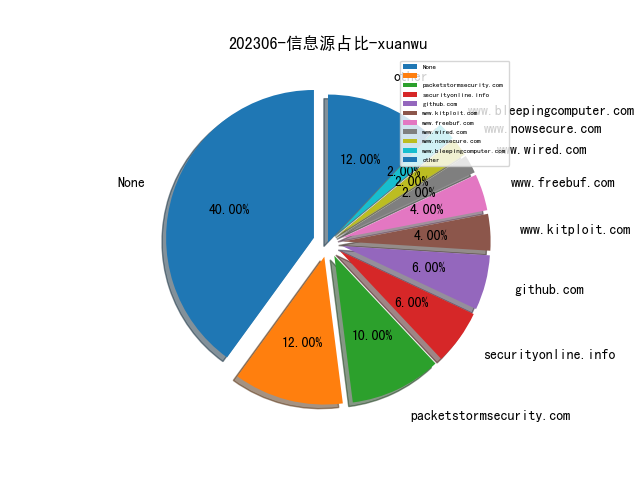 202306-信息源占比-xuanwu
None
other
www.bleepingcomputer.com
www.nowsecure.com
www.wired.com
www.freebuf.com
www.kitploit.com
github.com
securityonline.info
packetstormsecurity.com
40.00%
12.00%
10.00%
6.00%
6.00%
4.00%
4.00%
2.00%
2.00%
2.00%
12.00%
None
packetstormsecurity.com
securityonline.info
github.com
www.kitploit.com
www.freebuf.com
www.wired.com
www.nowsecure.com
www.bleepingcomputer.com
other